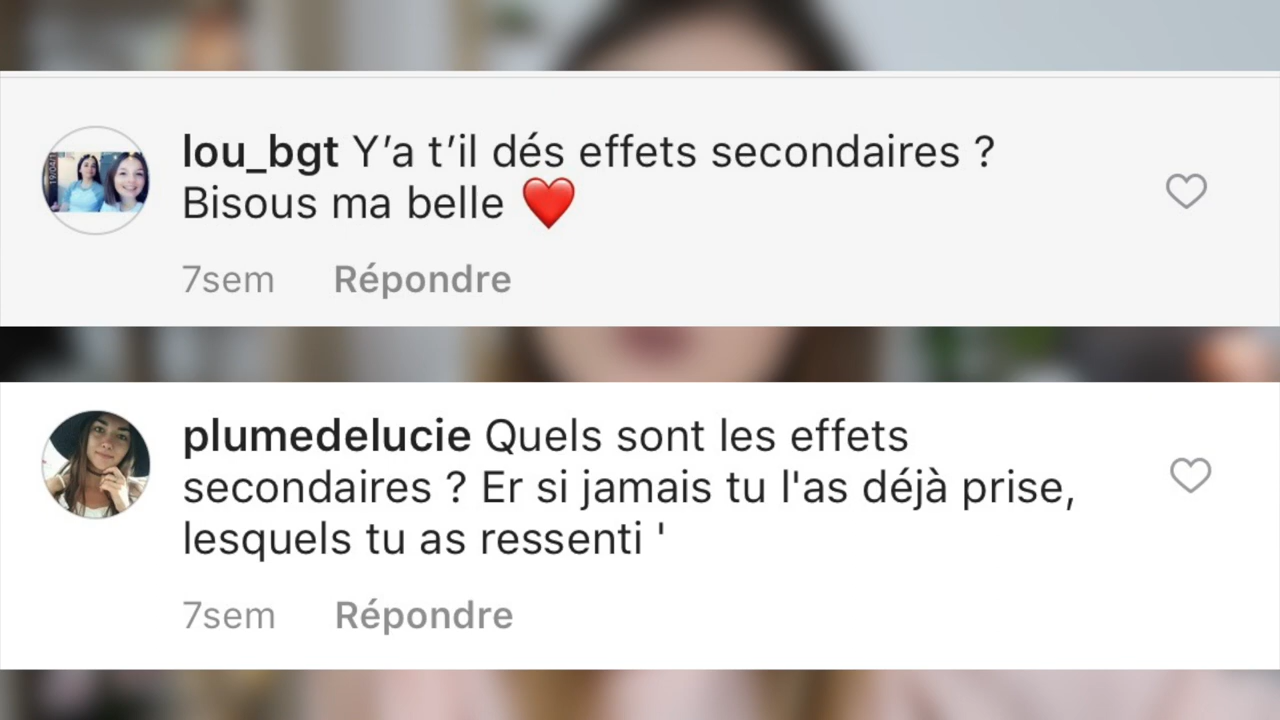 lou_bgt Y’a t’il dés effets secondaires ?
Bisous ma belle ❤️
7sem Répondre
plumedelucie Quels sont les effets
secondaires ? Er si jamais tu l'as déjà prise,
lesquels tu as ressenti '
7sem Répondre